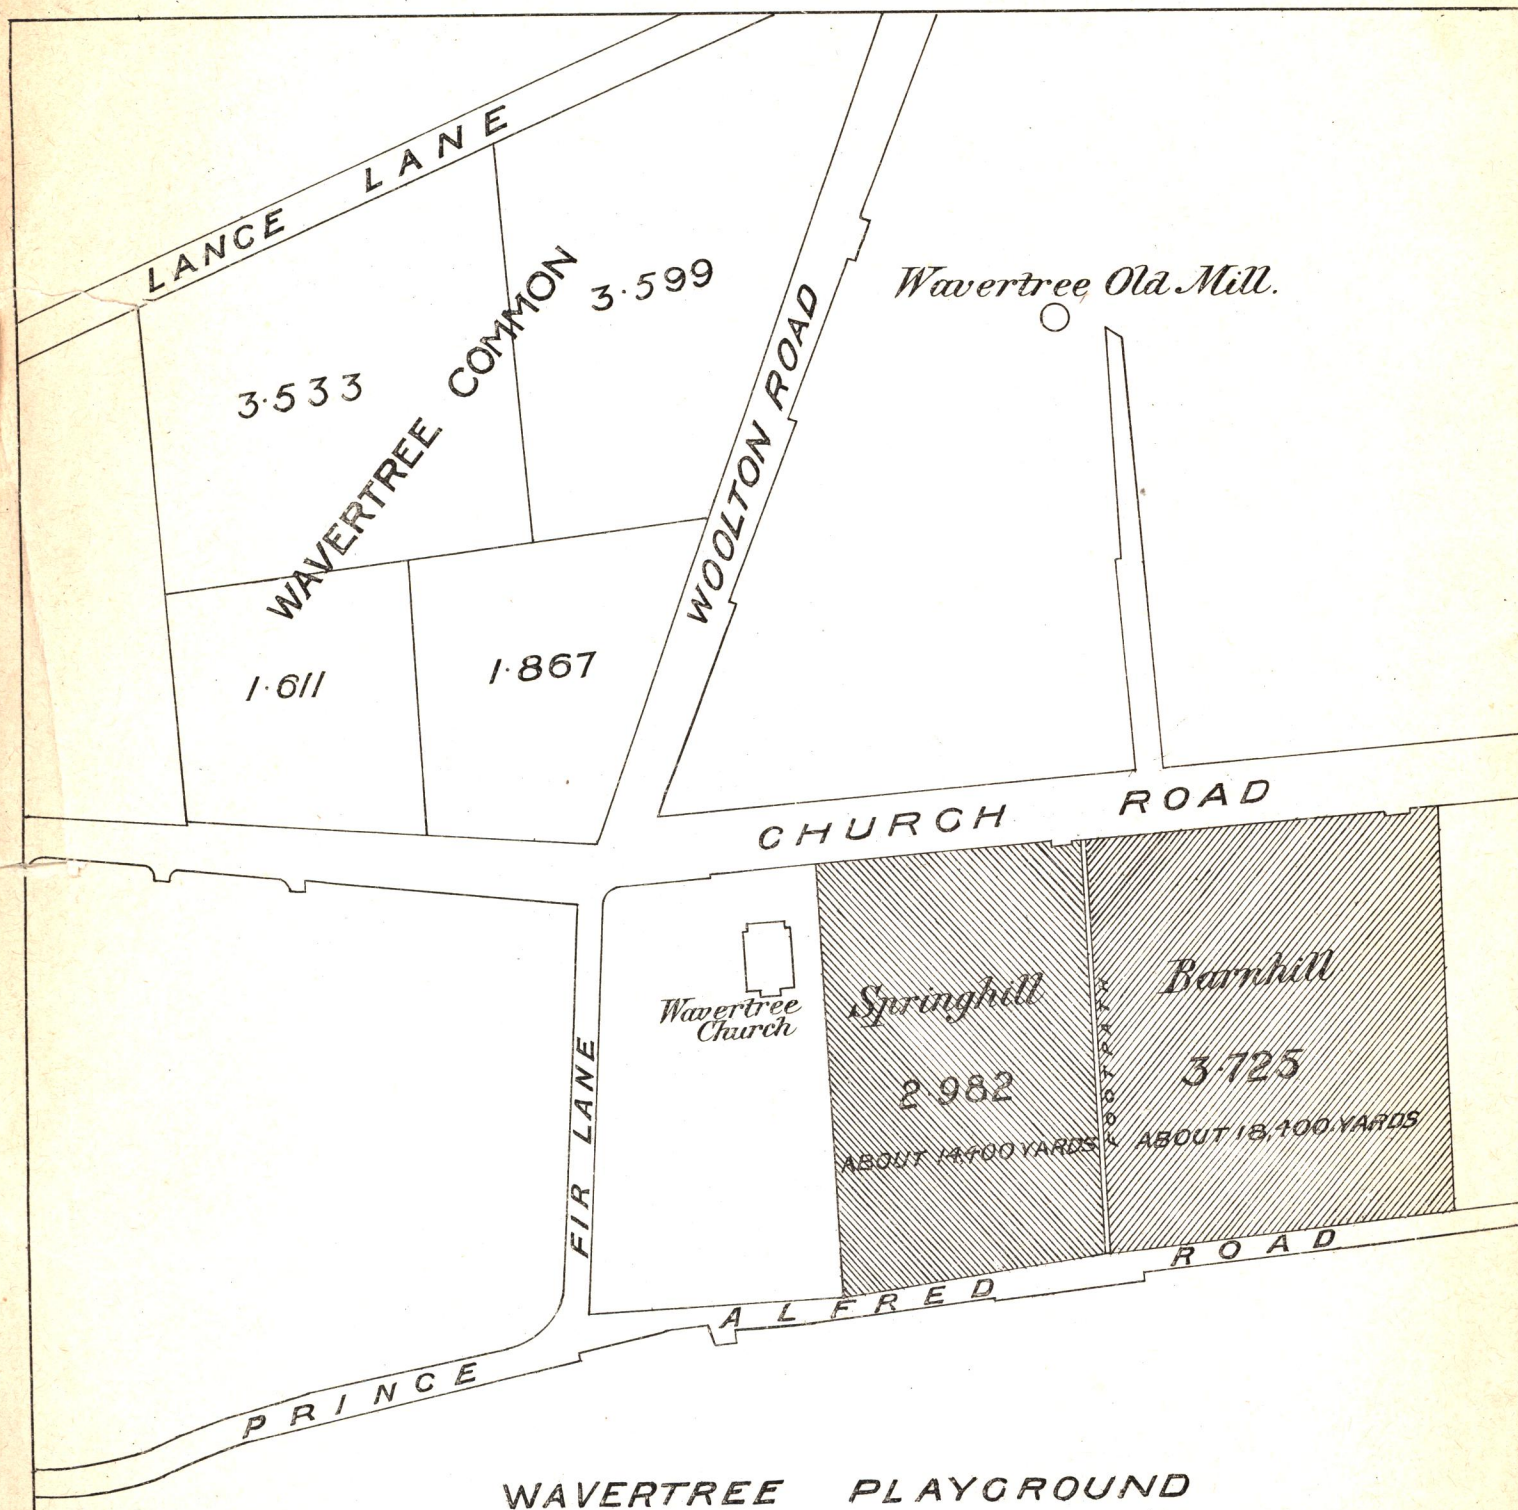 LANCE LANE
WAVERTREE COMMON
3·599
3·533
1·611
1·867
WOOLTON ROAD
Wavertree Old Mill.
CHURCH ROAD
Wavertree
Church
FIR LANE
Springhill
2·982
ABOUT 14,400 YARDS
FOOTPATH
Barnhill
3·725
ABOUT 18,100 YARDS
PRINCE ALFRED ROAD
WAVERTREE PLAYGROUND